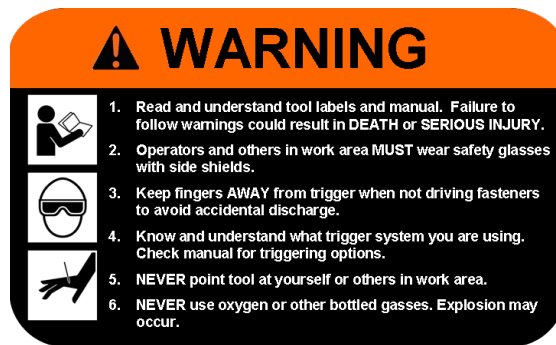 WARNING
1. Read and understand tool labels and manual. Failure to
follow warnings could result in DEATH or SERIOUS INJURY.
2. Operators and others in work area MUST wear safety glasses
with side shields.
3. Keep fingers AWAY from trigger when not driving fasteners
to avoid accidental discharge.
4. Know and understand what trigger system you are using.
Check manual for triggering options.
5. NEVER point tool at yourself or others in work area.
6. NEVER use oxygen or other bottled gasses. Explosion may
occur.